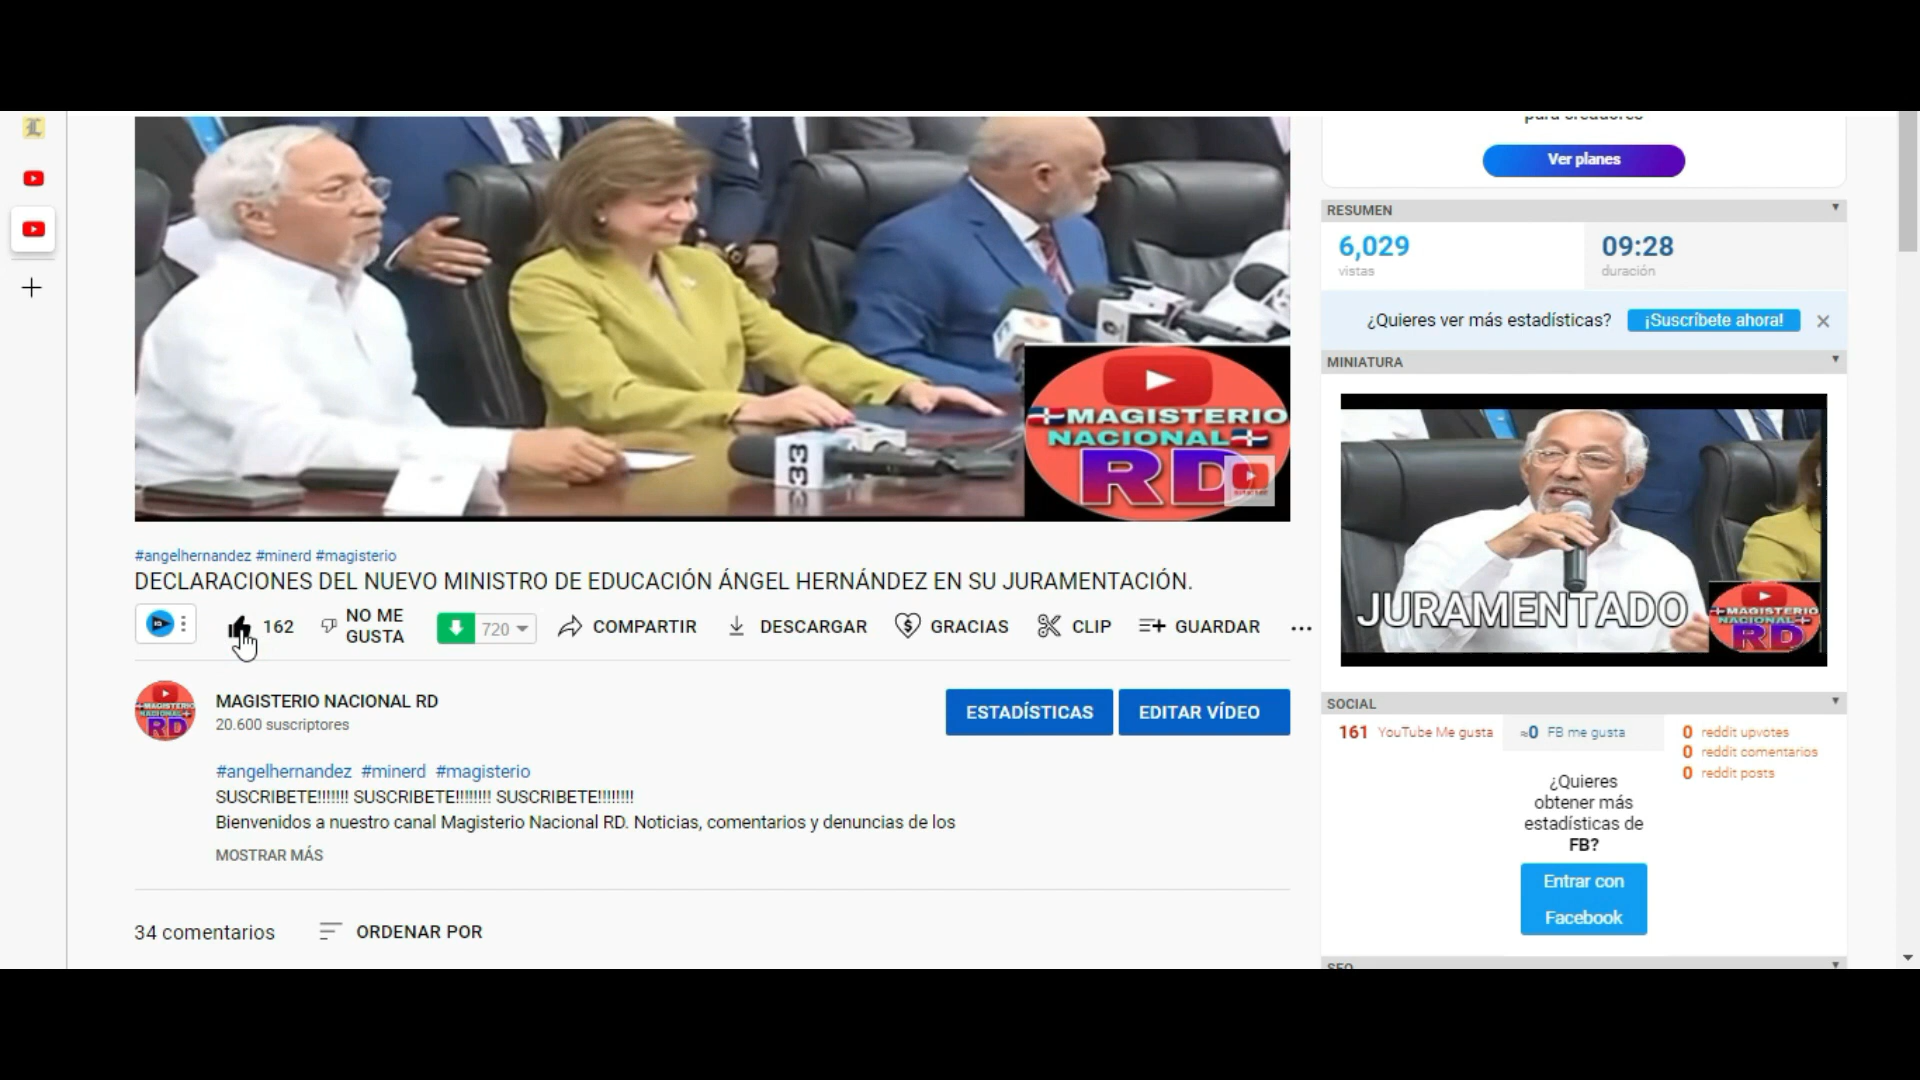 33
MAGISTERIO
NACIONAL
RD
#angelhernandez #minerd #magisterio
DECLARACIONES DEL NUEVO MINISTRO DE EDUCACIÓN ÁNGEL HERNÁNDEZ EN SU JURAMENTACIÓN.
162
NO ME GUSTA
720
COMPARTIR
DESCARGAR
GRACIAS
CLIP
GUARDAR
MAGISTERIO NACIONAL RD
20.600 suscriptores
ESTADÍSTICAS
EDITAR VÍDEO
#angelhernandez #minerd #magisterio
SUSCRIBETE!!!!!!! SUSCRIBETE!!!!!!!! SUSCRIBETE!!!!!!!!
Bienvenidos a nuestro canal Magisterio Nacional RD. Noticias, comentarios y denuncias de los
MOSTRAR MÁS
34 comentarios
ORDENAR POR
para creadores
Ver planes
RESUMEN
6,029
vistas
09:28
duración
¿Quieres ver más estadísticas?
¡Suscríbete ahora!
MINIATURA
JURAMENTADO
MAGISTERIO
NACIONAL
RD
SOCIAL
161 YouTube Me gusta
≈0 FB me gusta
0 reddit upvotes
0 reddit comentarios
0 reddit posts
¿Quieres
obtener más
estadísticas de
FB?
Entrar con
Facebook
SEO